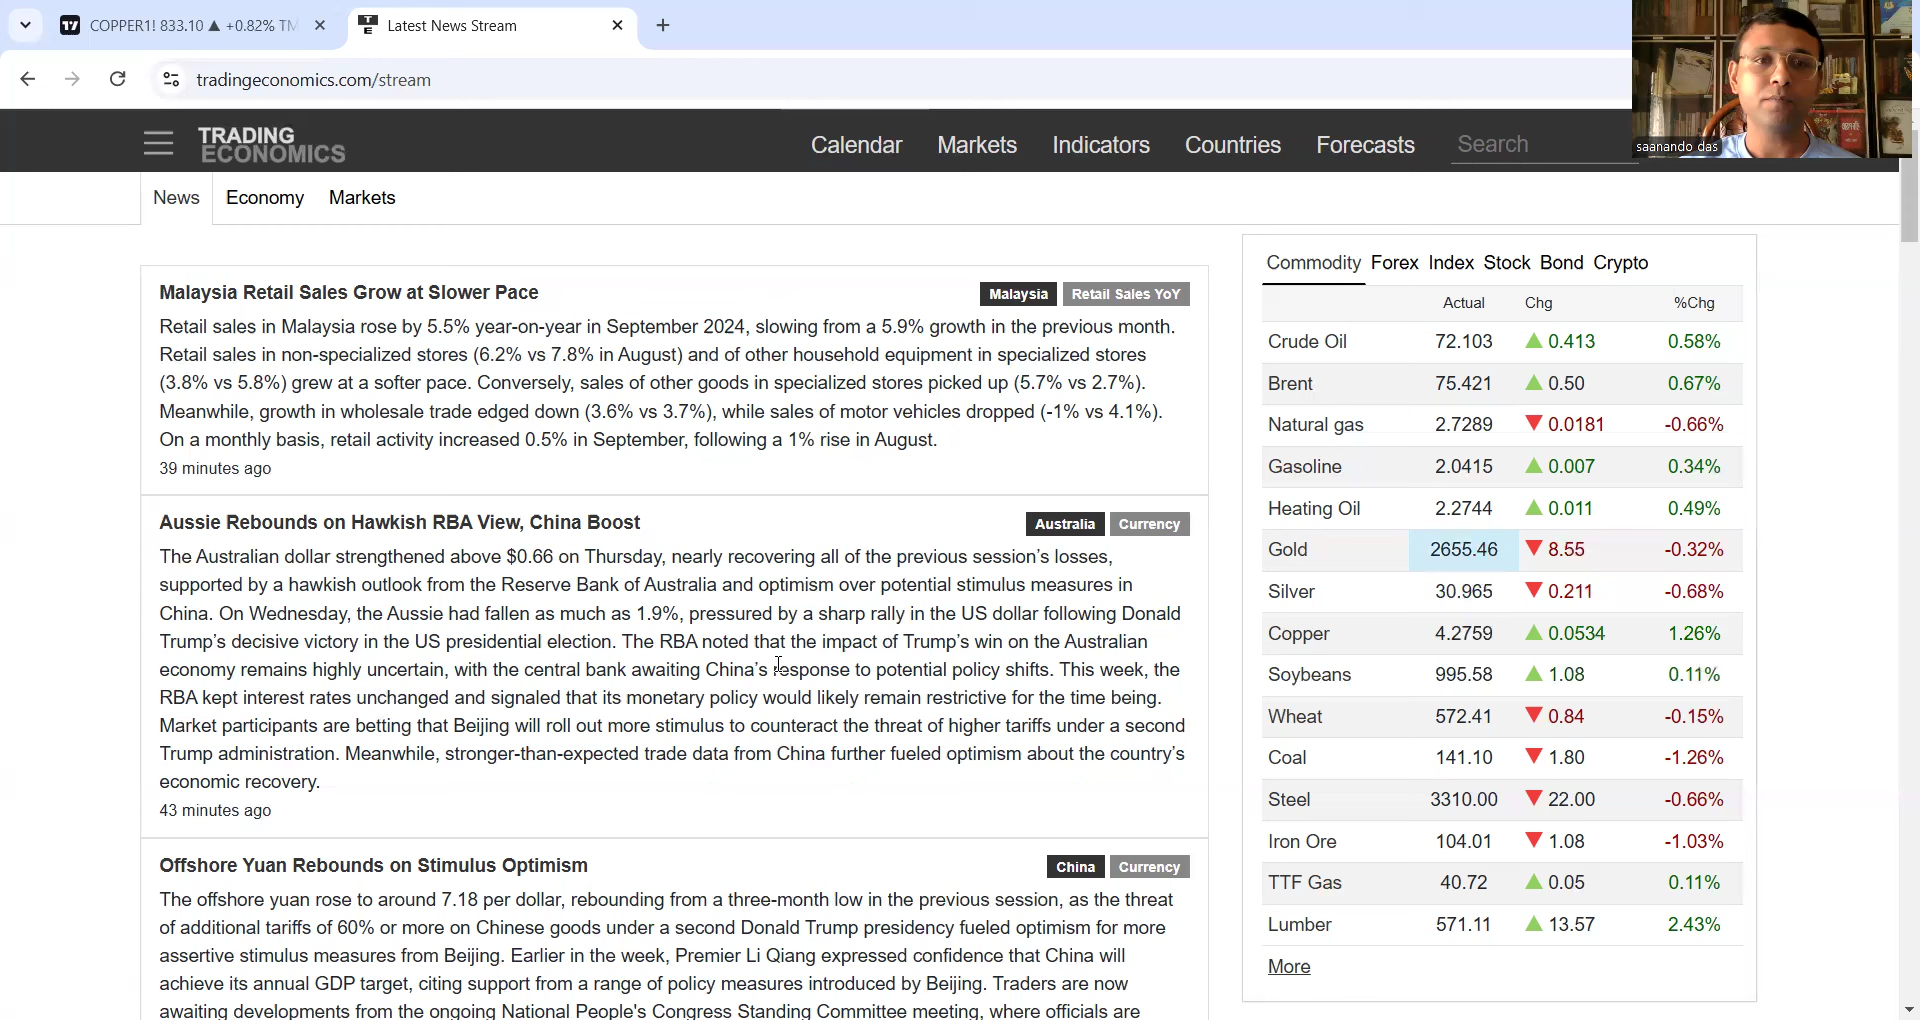 COPPER1! 833.10 ▲ +0.82%
Latest News Stream
tradingeconomics.com/stream
saanando das
TRADING
ECONOMICS
Calendar Markets Indicators Countries Forecasts Search
News Economy Markets
Malaysia Retail Sales Grow at Slower Pace Malaysia Retail Sales YoY
Retail sales in Malaysia rose by 5.5% year-on-year in September 2024, slowing from a 5.9% growth in the previous month.
Retail sales in non-specialized stores (6.2% vs 7.8% in August) and of other household equipment in specialized stores
(3.8% vs 5.8%) grew at a softer pace. Conversely, sales of other goods in specialized stores picked up (5.7% vs 2.7%).
Meanwhile, growth in wholesale trade edged down (3.6% vs 3.7%), while sales of motor vehicles dropped (-1% vs 4.1%).
On a monthly basis, retail activity increased 0.5% in September, following a 1% rise in August.
39 minutes ago
Aussie Rebounds on Hawkish RBA View, China Boost Australia Currency
The Australian dollar strengthened above $0.66 on Thursday, nearly recovering all of the previous session's losses,
supported by a hawkish outlook from the Reserve Bank of Australia and optimism over potential stimulus measures in
China. On Wednesday, the Aussie had fallen as much as 1.9%, pressured by a sharp rally in the US dollar following Donald
Trump's decisive victory in the US presidential election. The RBA noted that the impact of Trump's win on the Australian
economy remains highly uncertain, with the central bank awaiting China's response to potential policy shifts. This week, the
RBA kept interest rates unchanged and signaled that its monetary policy would likely remain restrictive for the time being.
Market participants are betting that Beijing will roll out more stimulus to counteract the threat of higher tariffs under a second
Trump administration. Meanwhile, stronger-than-expected trade data from China further fueled optimism about the country's
economic recovery.
43 minutes ago
Offshore Yuan Rebounds on Stimulus Optimism China Currency
The offshore yuan rose to around 7.18 per dollar, rebounding from a three-month low in the previous session, as the threat
of additional tariffs of 60% or more on Chinese goods under a second Donald Trump presidency fueled optimism for more
assertive stimulus measures from Beijing. Earlier in the week, Premier Li Qiang expressed confidence that China will
achieve its annual GDP target, citing support from a range of policy measures introduced by Beijing. Traders are now
awaiting developments from the ongoing National People's Congress Standing Committee meeting, where officials are
Commodity Forex Index Stock Bond Crypto
Actual Chg %Chg
Crude Oil 72.103 ▲ 0.413 0.58%
Brent 75.421 ▲ 0.50 0.67%
Natural gas 2.7289 ▼ 0.0181 -0.66%
Gasoline 2.0415 ▲ 0.007 0.34%
Heating Oil 2.2744 ▲ 0.011 0.49%
Gold 2655.46 ▼ 8.55 -0.32%
Silver 30.965 ▼ 0.211 -0.68%
Copper 4.2759 ▲ 0.0534 1.26%
Soybeans 995.58 ▲ 1.08 0.11%
Wheat 572.41 ▼ 0.84 -0.15%
Coal 141.10 ▼ 1.80 -1.26%
Steel 3310.00 ▼ 22.00 -0.66%
Iron Ore 104.01 ▼ 1.08 -1.03%
TTF Gas 40.72 ▲ 0.05 0.11%
Lumber 571.11 ▲ 13.57 2.43%
More